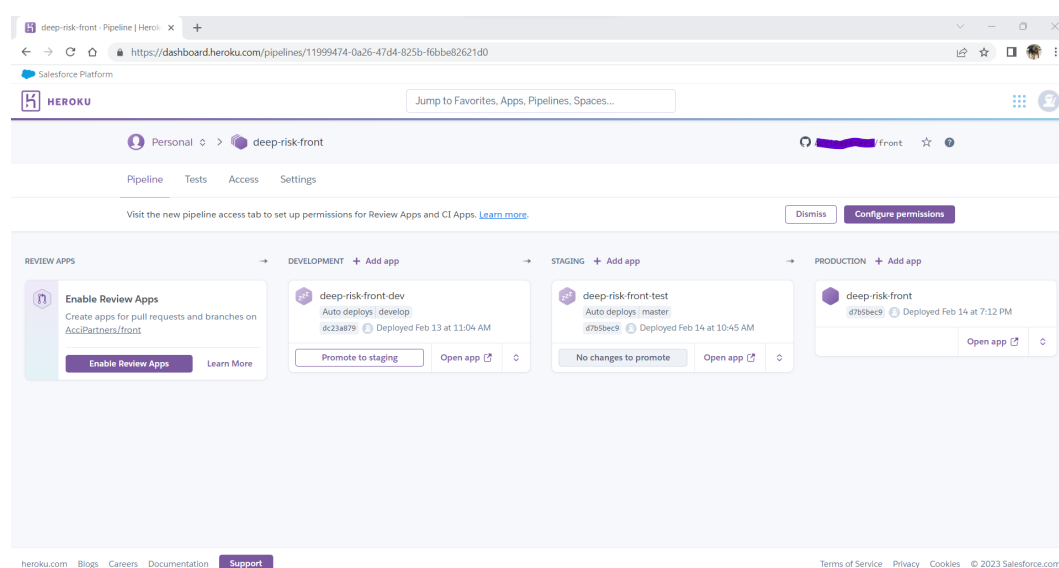 deep-risk-front · Pipeline | Herok
https://dashboard.heroku.com/pipelines/11999474-0a26-47d4-825b-f6bbe82621d0
Salesforce Platform
HEROKU
Jump to Favorites, Apps, Pipelines, Spaces...
Personal > deep-risk-front
/front
Pipeline Tests Access Settings
Visit the new pipeline access tab to set up permissions for Review Apps and CI Apps. Learn more.
Dismiss Configure permissions
REVIEW APPS
Enable Review Apps
Create apps for pull requests and branches on
AcciPartners/front
Enable Review Apps Learn More
DEVELOPMENT + Add app
deep-risk-front-dev
Auto deploys develop
dc23a879 Deployed Feb 13 at 11:04 AM
Promote to staging Open app
STAGING + Add app
deep-risk-front-test
Auto deploys master
d7b5bec9 Deployed Feb 14 at 10:45 AM
No changes to promote Open app
PRODUCTION + Add app
deep-risk-front
d7b5bec9 Deployed Feb 14 at 7:12 PM
Open app
heroku.com Blogs Careers Documentation Support
Terms of Service Privacy Cookies © 2023 Salesforce.com